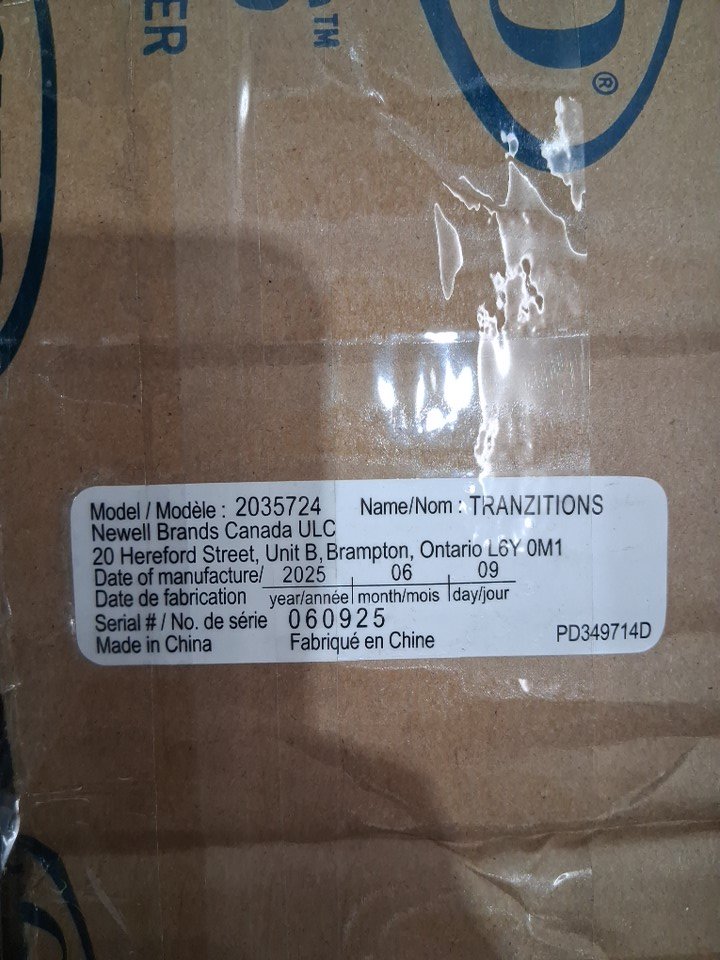 ER
TM
®
Model / Modèle : 2035724 Name/Nom : TRANZITIONS
Newell Brands Canada ULC
20 Hereford Street, Unit B, Brampton, Ontario L6Y 0M1
Date of manufacture/ 2025 | 06 | 09
Date de fabrication year/année | month/mois | day/jour
Serial # / No. de série 060925
Made in China Fabriqué en Chine PD349714D